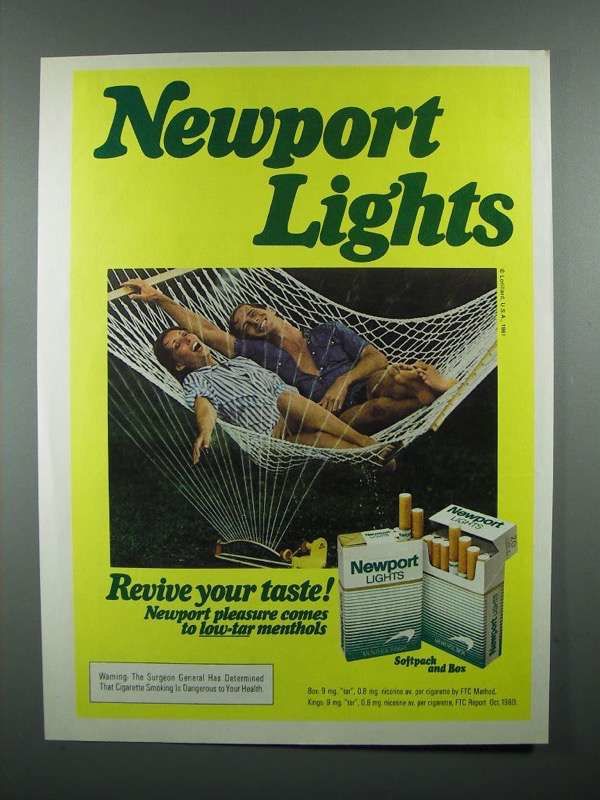 Newport
Lights
© Lorillard, U.S.A., 1981
Newport
LIGHTS
Newport
LIGHTS
Newport LIGHTS
Revive your taste!
Newport pleasure comes
to low-tar menthols
Softpack
and Box
Warning: The Surgeon General Has Determined
That Cigarette Smoking Is Dangerous to Your Health.
Box: 9 mg. "tar", 0.8 mg. nicotine av. per cigarette by FTC Method.
Kings: 9 mg. "tar", 0.8 mg. nicotine av. per cigarette, FTC Report Oct. 1980.